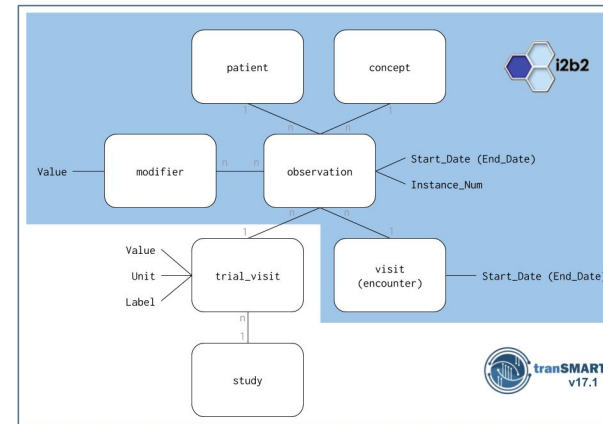 patient
concept
i2b2
1
1
n
n
Value
modifier
n
n
observation
Start_Date (End_Date)
Instance_Num
n
n
1
1
Value
Unit
Label
trial_visit
visit
(encounter)
Start_Date (End_Date)
n
1
study
tranSMART
v17.1